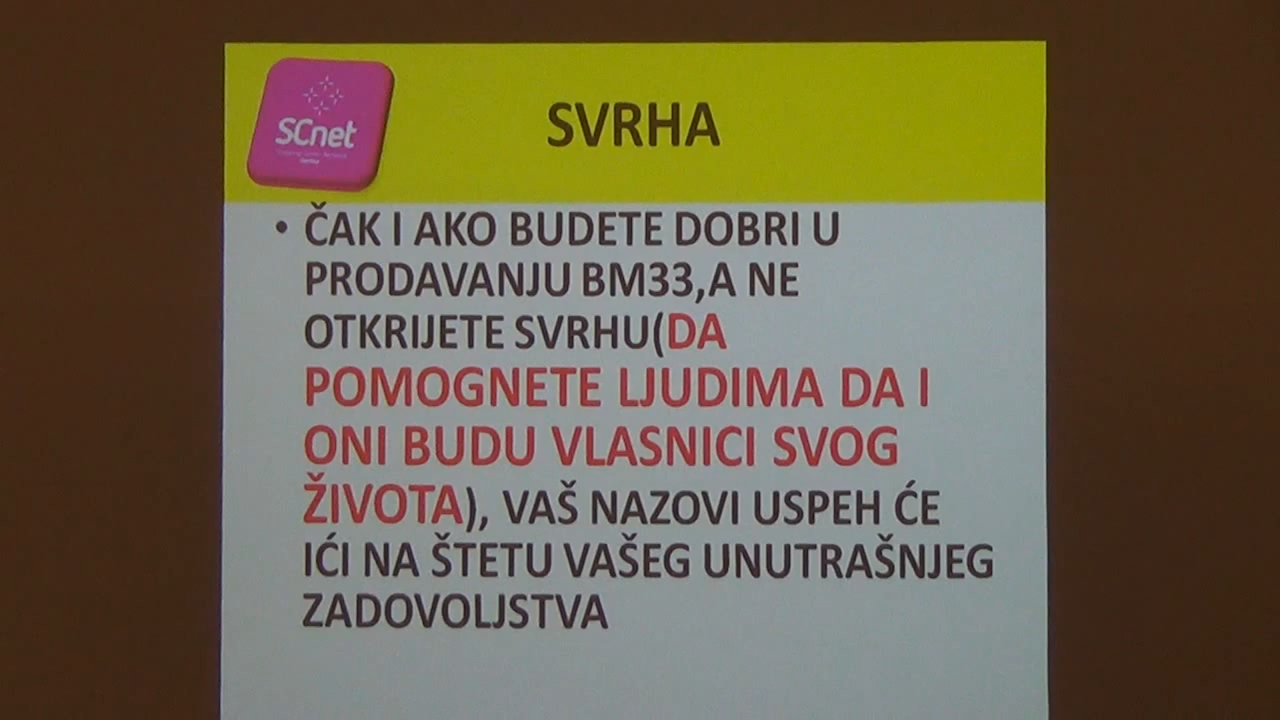 SCnet
SVRHA
• ČAK I AKO BUDETE DOBRI U
PRODAVANJU BM33,A NE
OTKRIJETE SVRHU(DA
POMOGNETE LJUDIMA DA I
ONI BUDU VLASNICI SVOG
ŽIVOTA), VAŠ NAZOVI USPEH ĆE
IĆI NA ŠTETU VAŠEG UNUTRAŠNJEG
ZADOVOLJSTVA